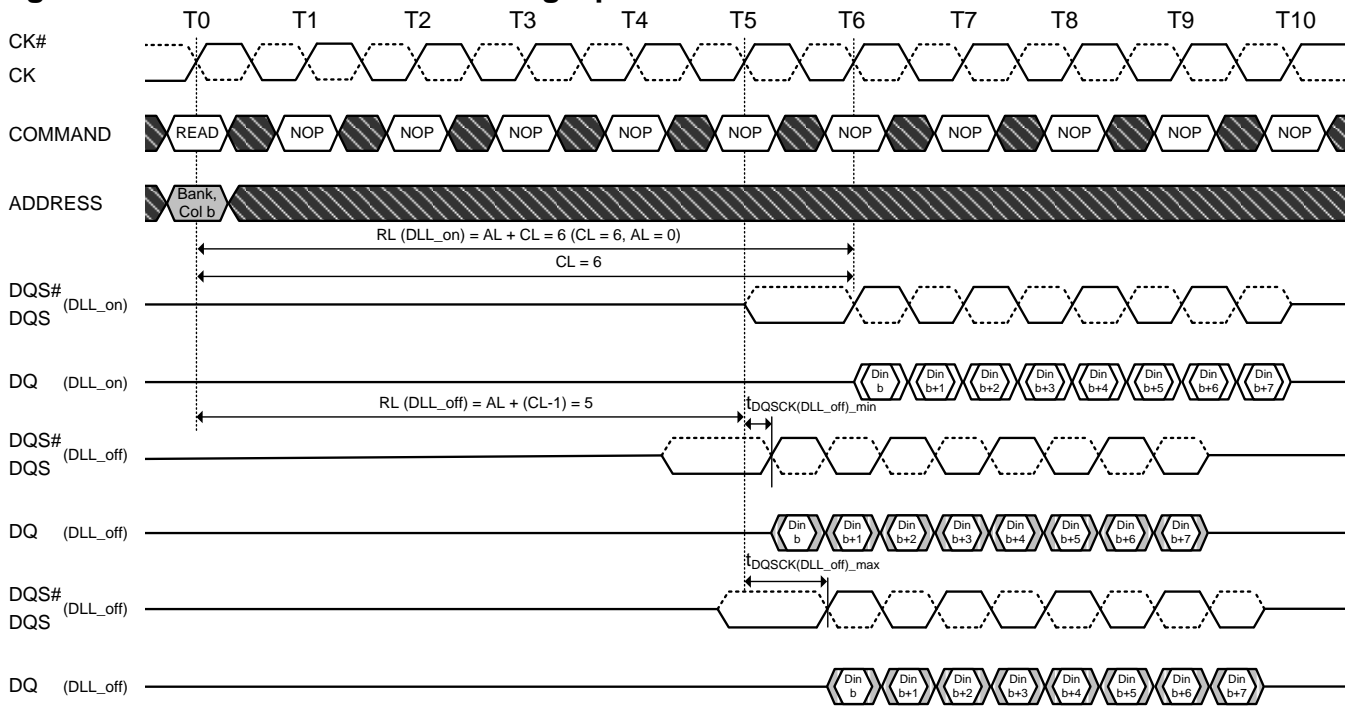 T0 T1 T2 T3 T4 T5 T6 T7 T8 T9 T10
CK#
CK
COMMAND READ NOP NOP NOP NOP NOP NOP NOP NOP NOP NOP
ADDRESS Bank,
Col b
RL (DLL_on) = AL + CL = 6 (CL = 6, AL = 0)
CL = 6
DQS#
(DLL_on)
DQS
DQ (DLL_on) Din b Din b+1 Din b+2 Din b+3 Din b+4 Din b+5 Din b+6 Din b+7
RL (DLL_off) = AL + (CL-1) = 5 tDQSCK(DLL_off)_min
DQS#
(DLL_off)
DQS
DQ (DLL_off) Din b Din b+1 Din b+2 Din b+3 Din b+4 Din b+5 Din b+6 Din b+7
tDQSCK(DLL_off)_max
DQS#
(DLL_off)
DQS
DQ (DLL_off) Din b Din b+1 Din b+2 Din b+3 Din b+4 Din b+5 Din b+6 Din b+7